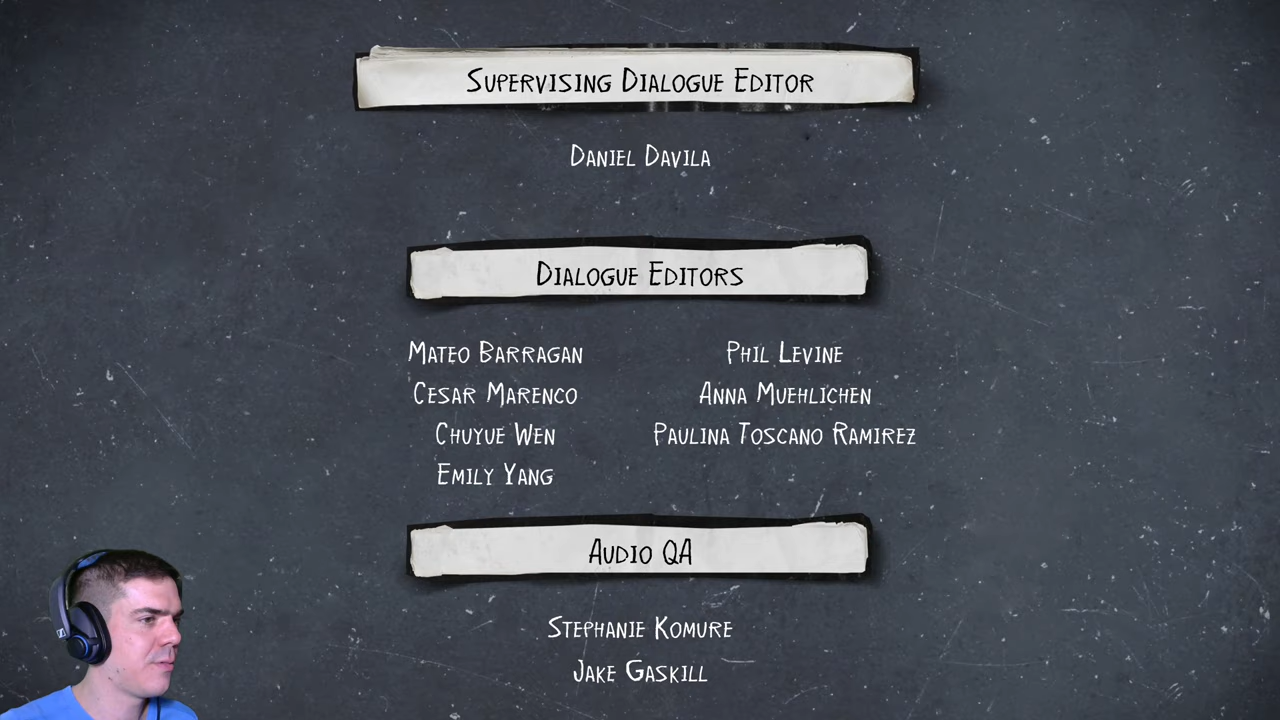 Supervising Dialogue Editor
Daniel Davila
Dialogue Editors
Mateo Barragan
Phil Levine
Cesar Marenco
Anna Muehlichen
Chuyue Wen
Paulina Toscano Ramirez
Emily Yang
Audio QA
Stephanie Komure
Jake Gaskill